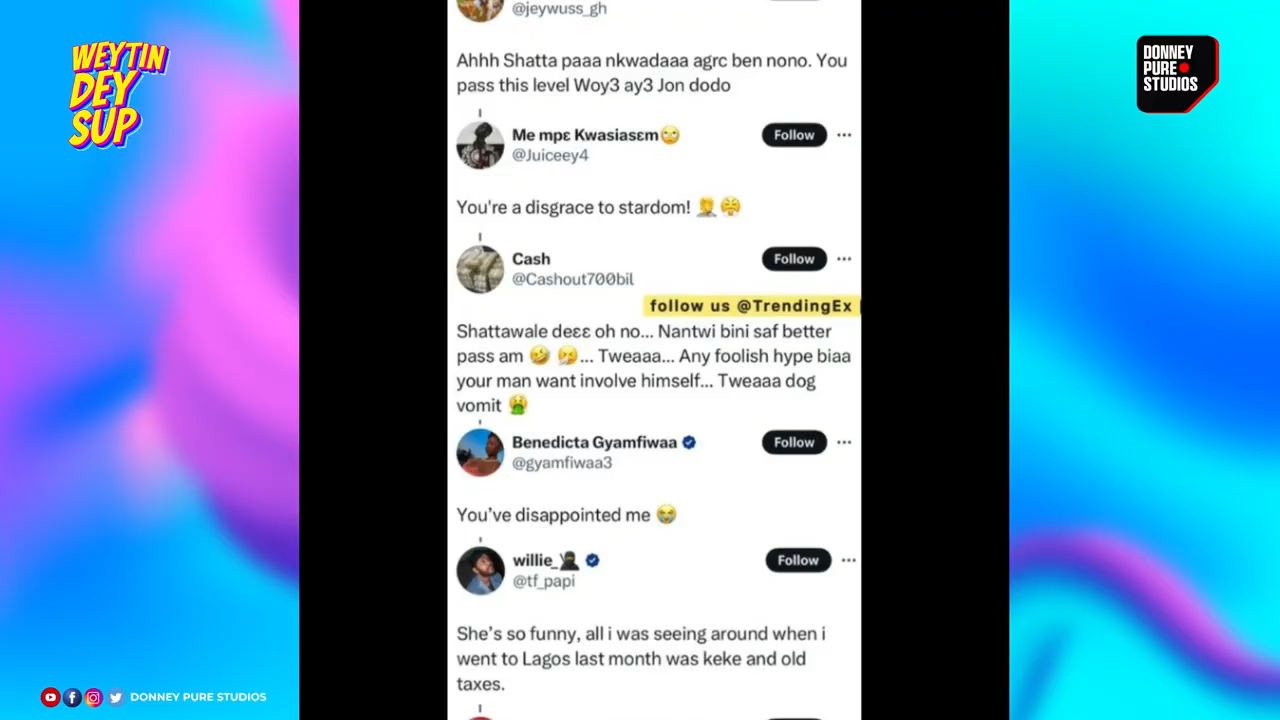 WEYTIN
DEY
SUP
DONNEY
PURE
STUDIOS
@jeywuss_gh
Ahhh Shatta paaa nkwadaaa agrc ben nono. You
pass this level Woy3 ay3 Jon dodo
Me mpɛ Kwasiasɛm🙄
Follow
@Juiceey4
You're a disgrace to stardom! 🤦😤
Cash
Follow
@Cashout700bil
follow us @TrendingEx
Shattawale deɛɛ oh no... Nantwi bini saf better
pass am 🤣 🤧... Tweaaa... Any foolish hype biaa
your man want involve himself... Tweaaa dog
vomit 🤮
Benedicta Gyamfiwaa
Follow
@gyamfiwaa3
You’ve disappointed me 😭
willie_🥷
Follow
@tf_papi
She’s so funny, all i was seeing around when i
went to Lagos last month was keke and old
taxes.
DONNEY PURE STUDIOS